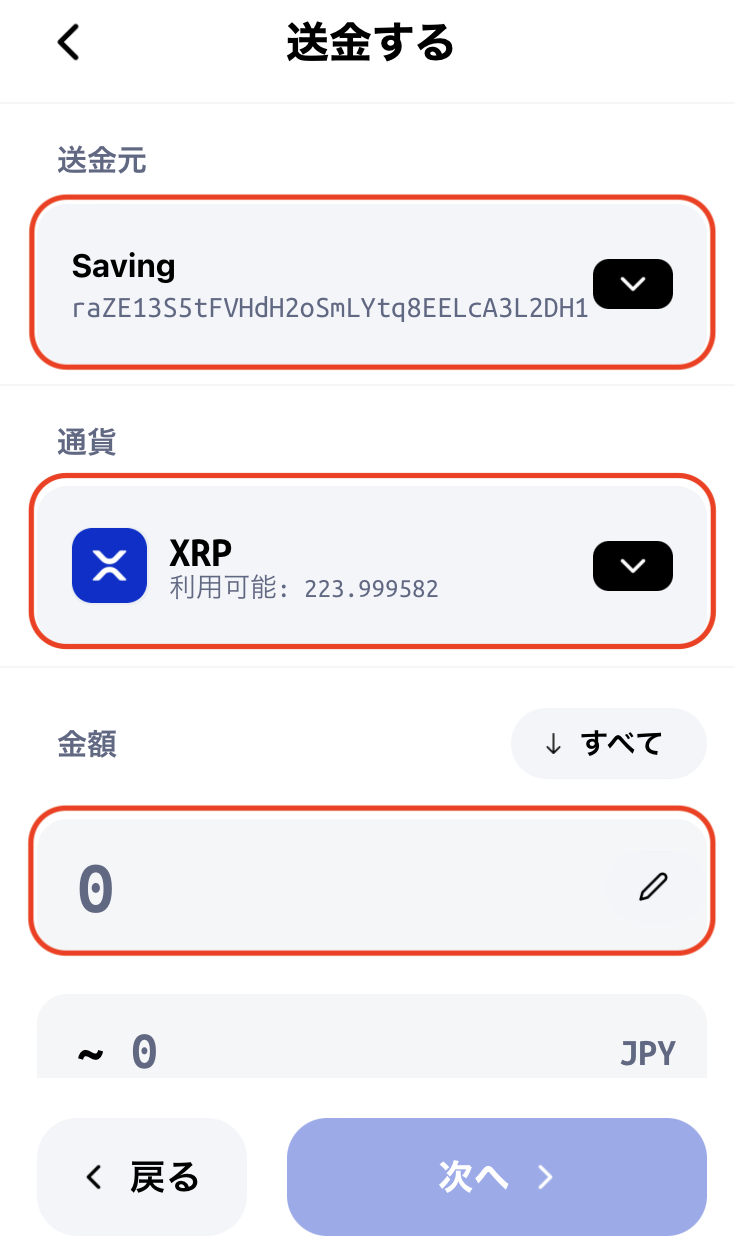 送金する
送金元
Saving
raZE13S5tFVHdH2oSmLYtq8EELcA3L2DH1
通貨
XRP
利用可能: 223.999582
金額
↓ すべて
0
~ 0 JPY
戻る
次へ